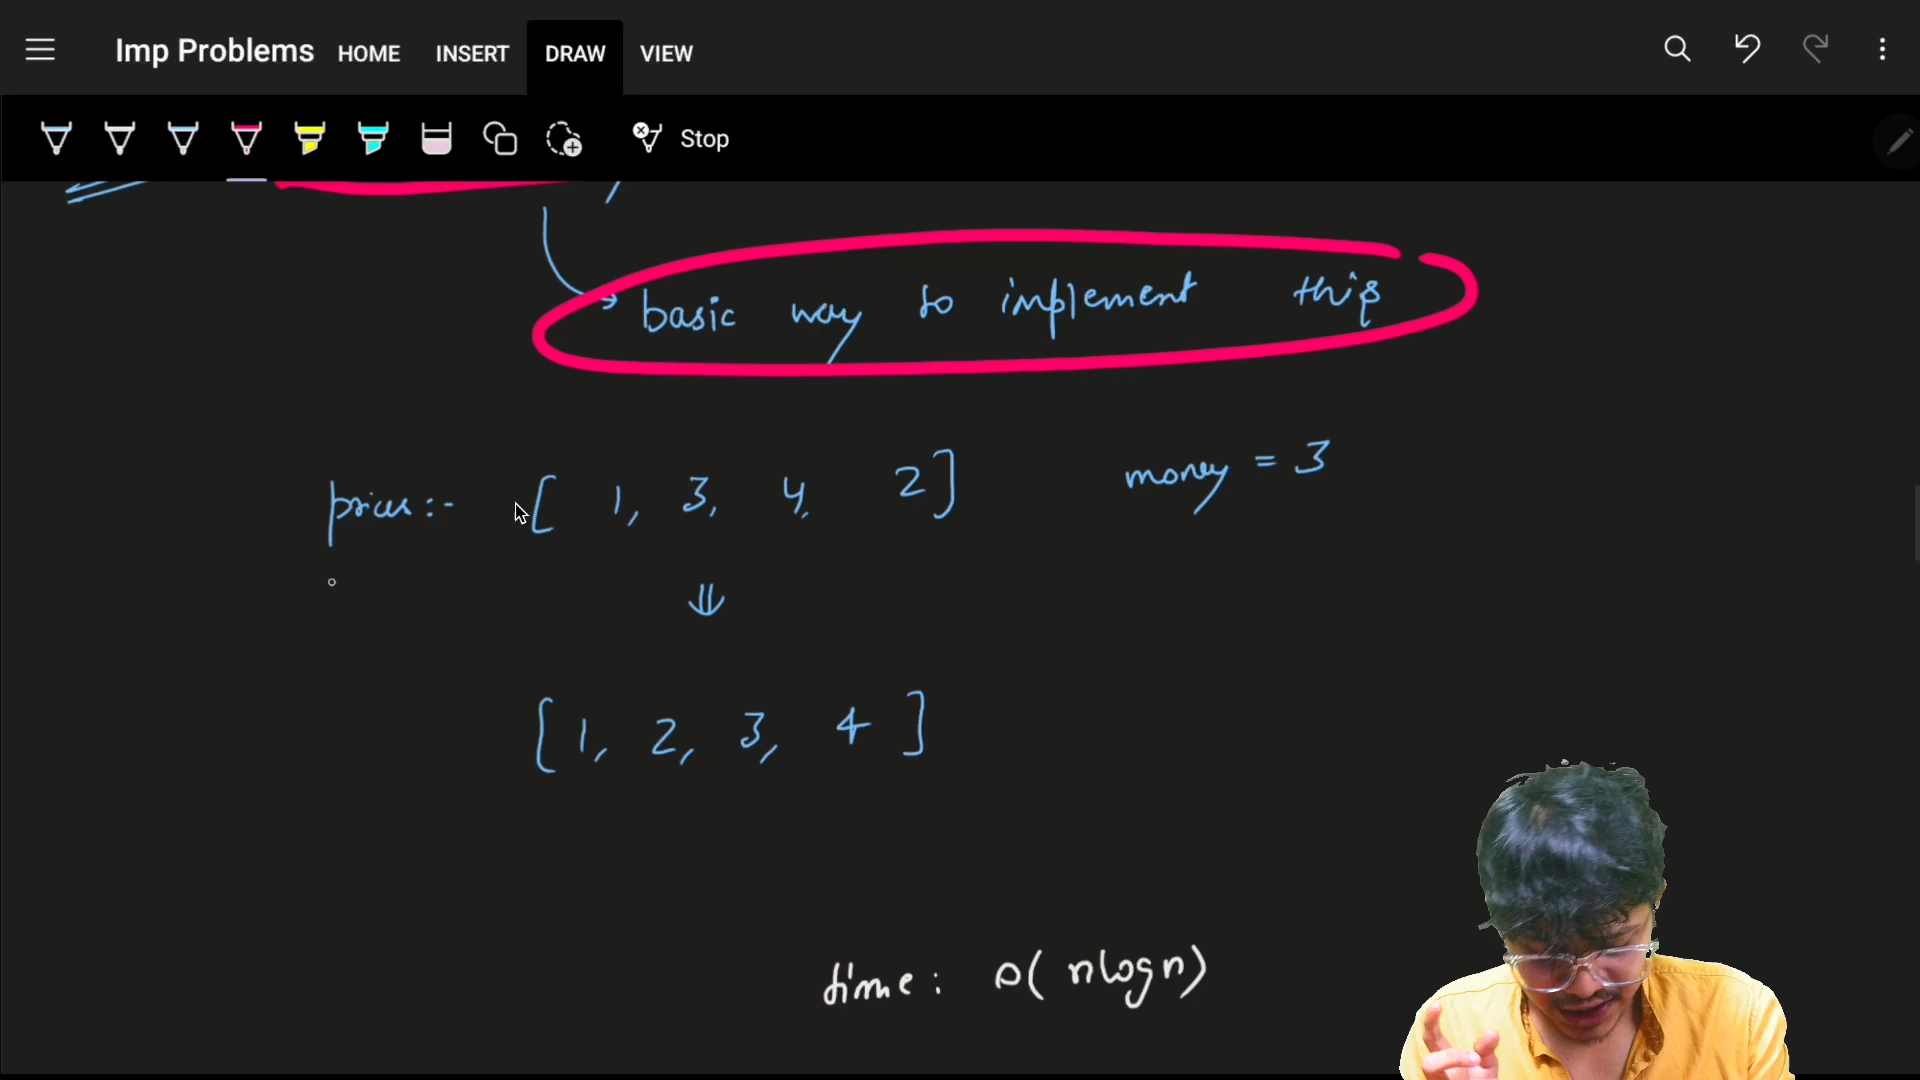 Imp Problems HOME INSERT DRAW VIEW
Stop
basic way to implement this
prices:- [ 1, 3, 4, 2] money = 3
[ 1, 2, 3, 4 ]
time: O( nlogn)